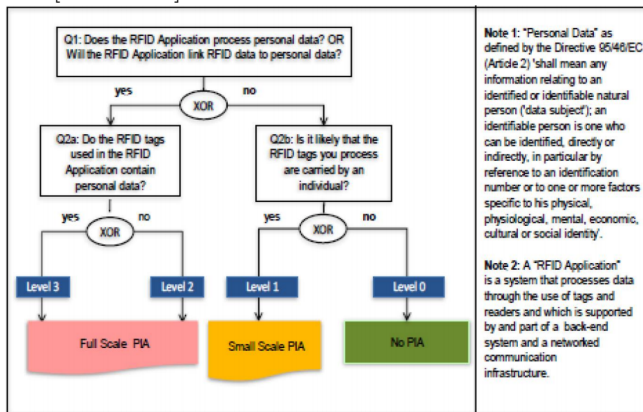 Q1: Does the RFID Application process personal data? OR
Will the RFID Application link RFID data to personal data?
yes
no
XOR
Q2a: Do the RFID tags
used in the RFID
Application contain
personal data?
Q2b: Is it likely that the
RFID tags you process
are carried by an
individual?
yes
no
XOR
yes
no
XOR
Level 3
Level 2
Level 1
Level 0
Full Scale PIA
Small Scale PIA
No PIA
Note 1: "Personal Data" as
defined by the Directive 95/46/EC
(Article 2) 'shall mean any
information relating to an
identified or identifiable natural
person ('data subject'); an
identifiable person is one who
can be identified, directly or
indirectly, in particular by
reference to an identification
number or to one or more factors
specific to his physical,
physiological, mental, economic,
cultural or social identity'.
Note 2: A "RFID Application"
is a system that processes data
through the use of tags and
readers and which is supported
by and part of a back-end
system and a networked
communication
infrastructure.